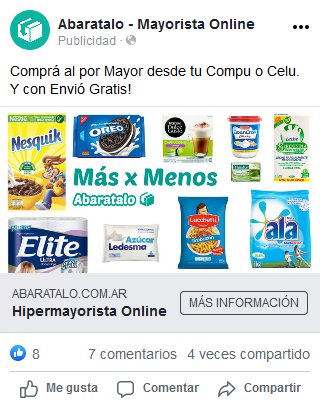 Abaratalo - Mayorista Online
Publicidad ·
Comprá al por Mayor desde tu Compu o Celu.
Y con Envió Gratis!
Nesquik
OREO
NESCAFÉ
Dolce
Gusto
Casancrem
Más x Menos
Abaratalo
Elite
ULTRA
Azúcar
Ledesma
Lucchetti
ala
ABARATALO.COM.AR
Hipermayorista Online
MÁS INFORMACIÓN
8
7 comentarios 4 veces compartido
Me gusta
Comentar
Compartir